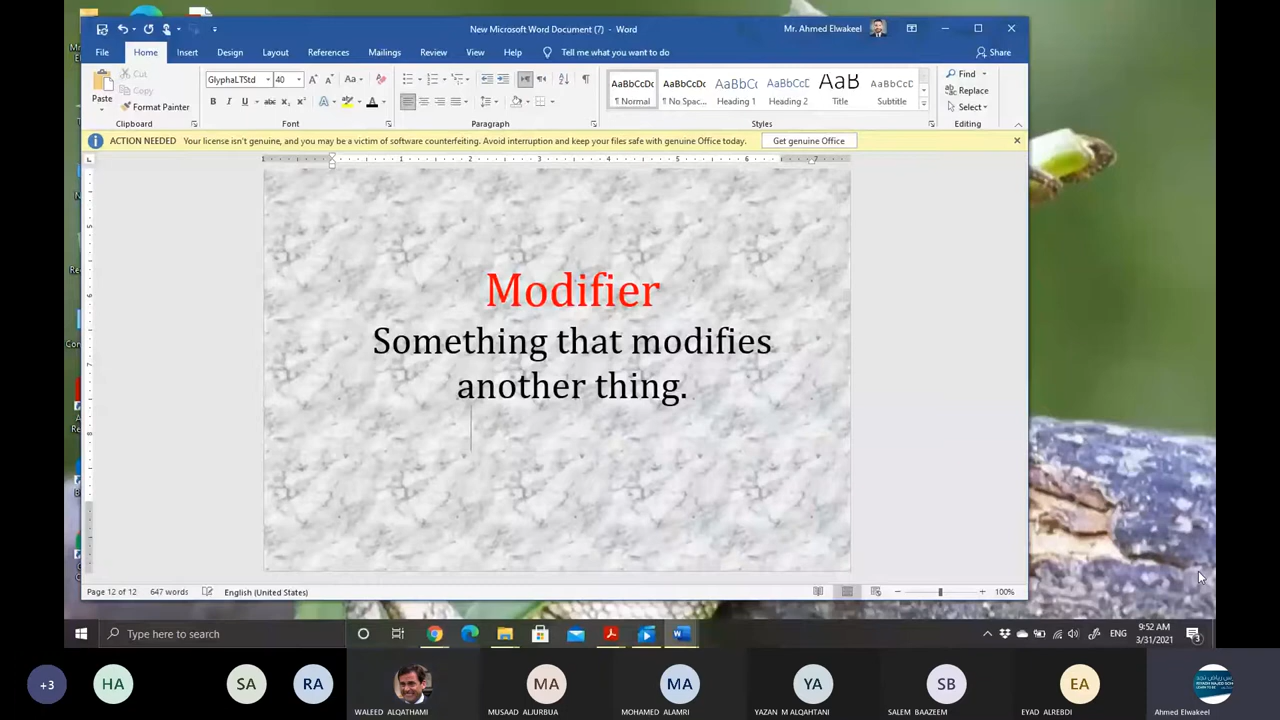 New Microsoft Word Document (7) - Word
Mr. Ahmed Elwakeel
File Home Insert Design Layout References Mailings Review View Help Tell me what you want to do Share
Paste
Cut
Copy
Format Painter
Clipboard
GlyphaLTStd 40
Font
Paragraph
AaBbCcDc AaBbCcDc AaBbCc AaBbCcD AaB AaBbCcD
¶ Normal ¶ No Spac... Heading 1 Heading 2 Title Subtitle
Styles
Find
Replace
Select
Editing
ACTION NEEDED Your license isn't genuine, and you may be a victim of software counterfeiting. Avoid interruption and keep your files safe with genuine Office today. Get genuine Office
Modifier
Something that modifies
another thing.
Page 12 of 12 647 words English (United States) 100%
Type here to search
ENG
9:52 AM
3/31/2021
+3 HA SA RA MA MA YA SB EA
WALEED ALQATHAMI MUSAAD ALJURBUA MOHAMED ALAMRI YAZAN M ALQAHTANI SALEM BAAZEEM EYAD ALREBDI Ahmed Elwakeel